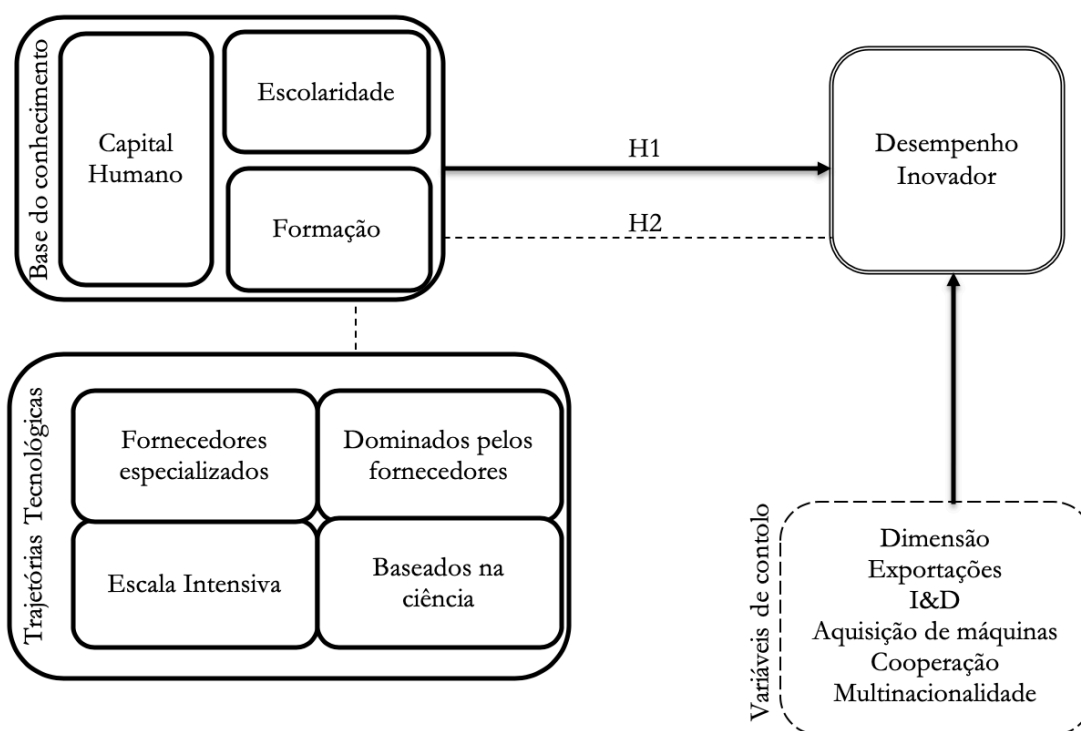 Base do conhecimento
Capital
Humano
Escolaridade
Formação
H1
H2
Desempenho
Inovador
Trajetórias Tecnológicas
Fornecedores
especializados
Dominados pelos
fornecedores
Escala Intensiva
Baseados na
ciência
Variáveis de contolo
Dimensão
Exportações
I&D
Aquisição de máquinas
Cooperação
Multinacionalidade